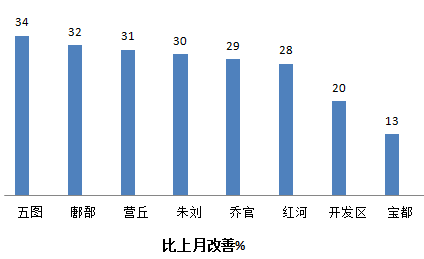 34 32 31 30 29 28 20 13
五图 鄌郚 营丘 朱刘 乔官 红河 开发区 宝都
比上月改善%